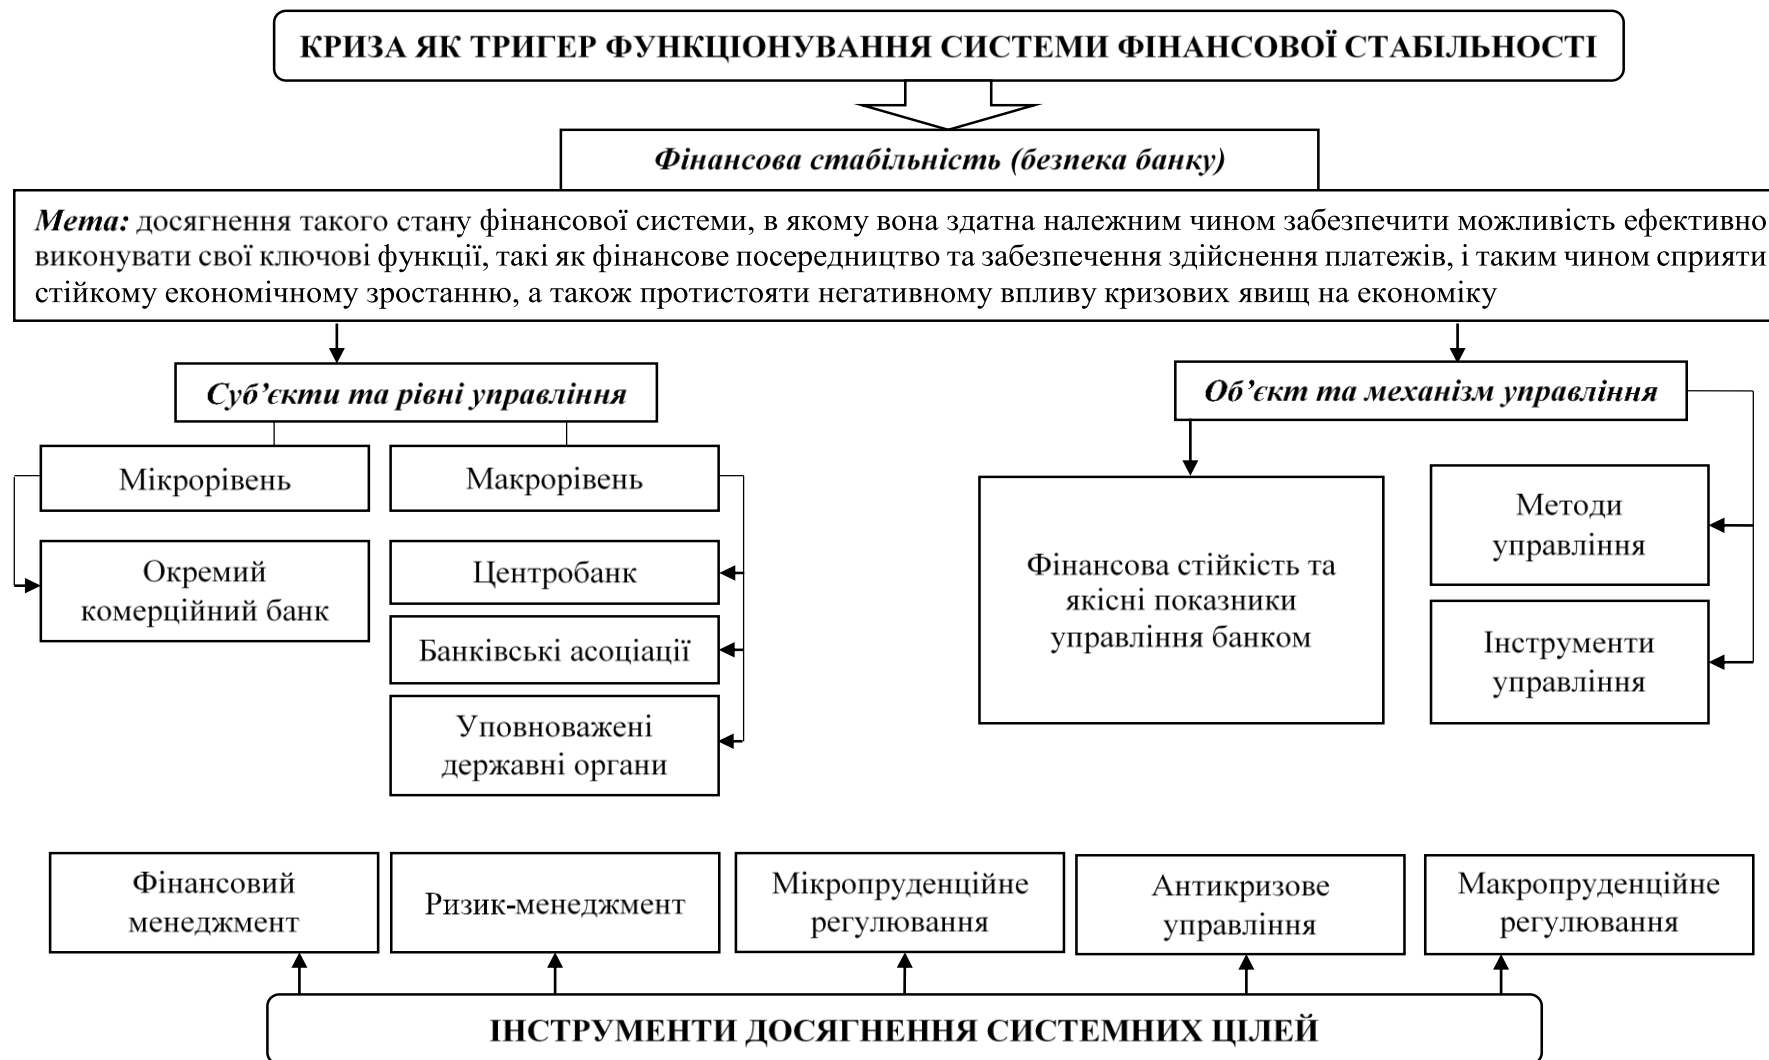 КРИЗА ЯК ТРИГЕР ФУНКЦІОНУВАННЯ СИСТЕМИ ФІНАНСОВОЇ СТАБІЛЬНОСТІ
Фінансова стабільність (безпека банку)
Мета: досягнення такого стану фінансової системи, в якому вона здатна належним чином забезпечити можливість ефективно
виконувати свої ключові функції, такі як фінансове посередництво та забезпечення здійснення платежів, і таким чином сприяти
стійкому економічному зростанню, а також протистояти негативному впливу кризових явищ на економіку
Суб’єкти та рівні управління
Мікрорівень
Окремий
комерційний банк
Макрорівень
Центробанк
Банківські асоціації
Уповноважені
державні органи
Об’єкт та механізм управління
Фінансова стійкість та
якісні показники
управління банком
Методи
управління
Інструменти
управління
Фінансовий
менеджмент
Ризик-менеджмент
Мікропруденційне
регулювання
Антикризове
управління
Макропруденційне
регулювання
ІНСТРУМЕНТИ ДОСЯГНЕННЯ СИСТЕМНИХ ЦІЛЕЙ